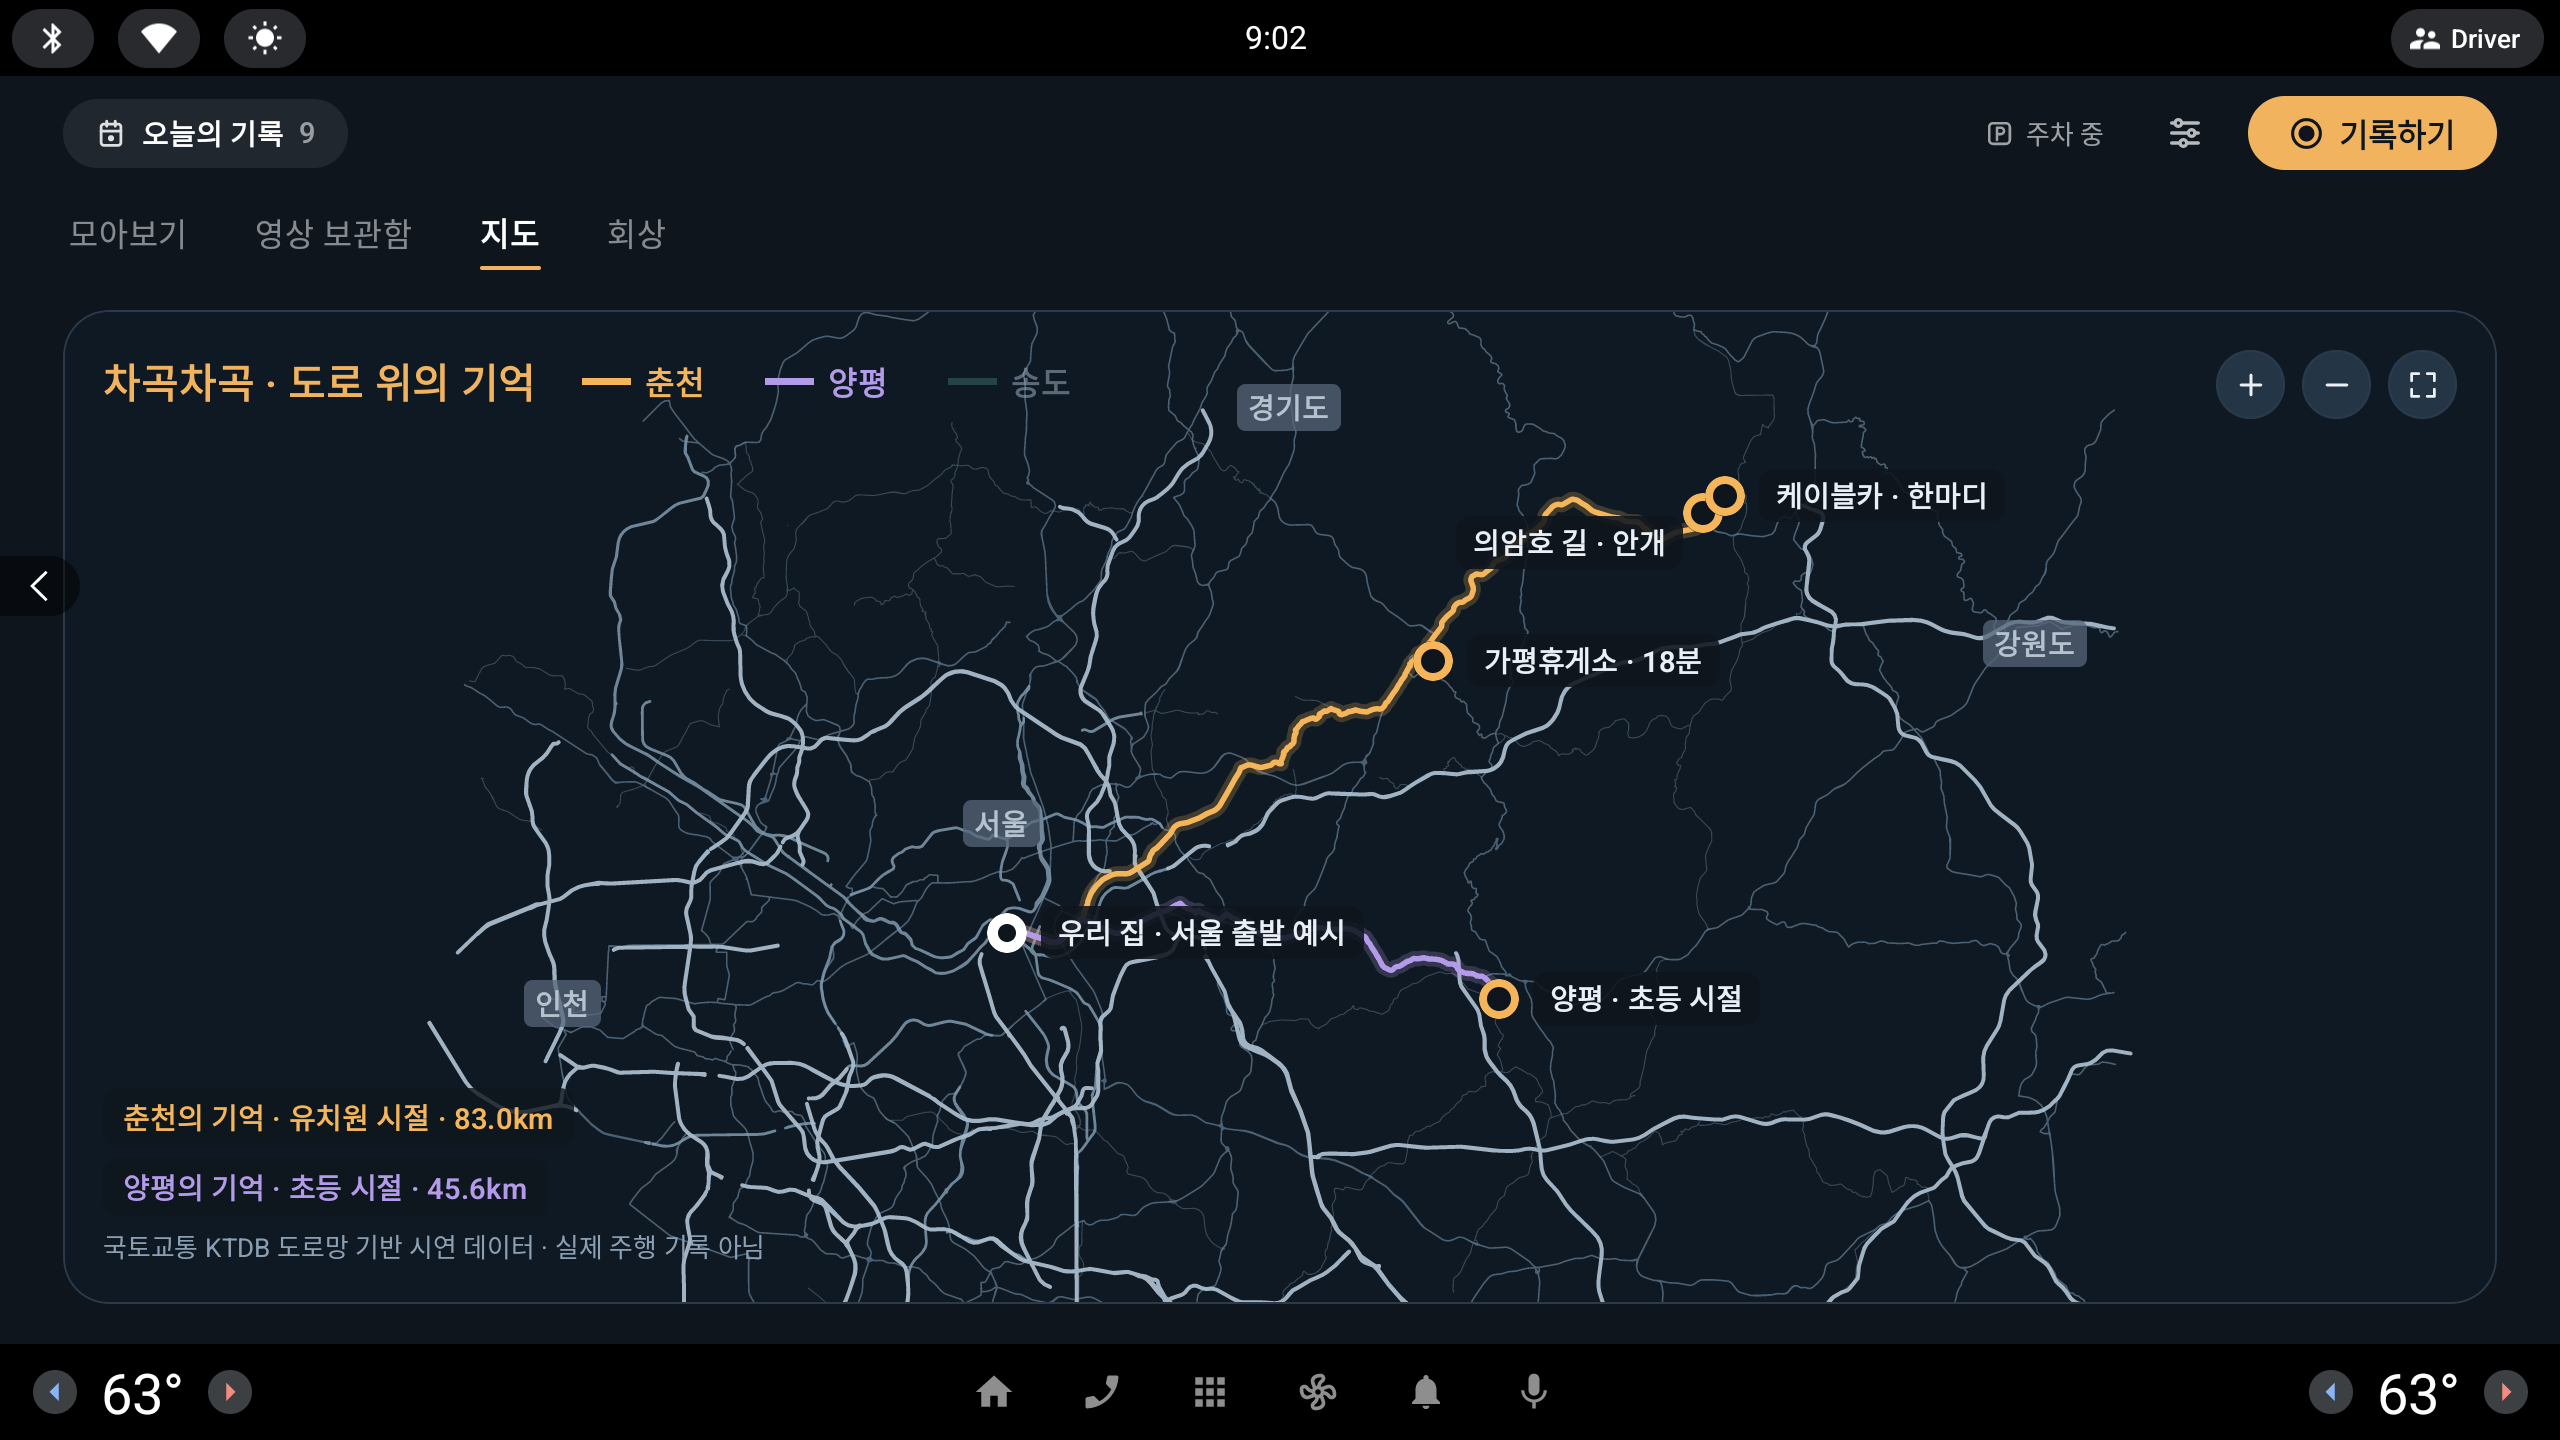 9:02
Driver
오늘의 기록 9
주차 중
기록하기
모아보기
영상 보관함
지도
회상
차곡차곡 · 도로 위의 기억
춘천
양평
송도
경기도
케이블카 · 한마디
의암호 길 · 안개
강원도
가평휴게소 · 18분
서울
우리 집 · 서울 출발 예시
인천
양평 · 초등 시절
춘천의 기억 · 유치원 시절 · 83.0km
양평의 기억 · 초등 시절 · 45.6km
국토교통 KTDB 도로망 기반 시연 데이터 · 실제 주행 기록 아님
63°
63°